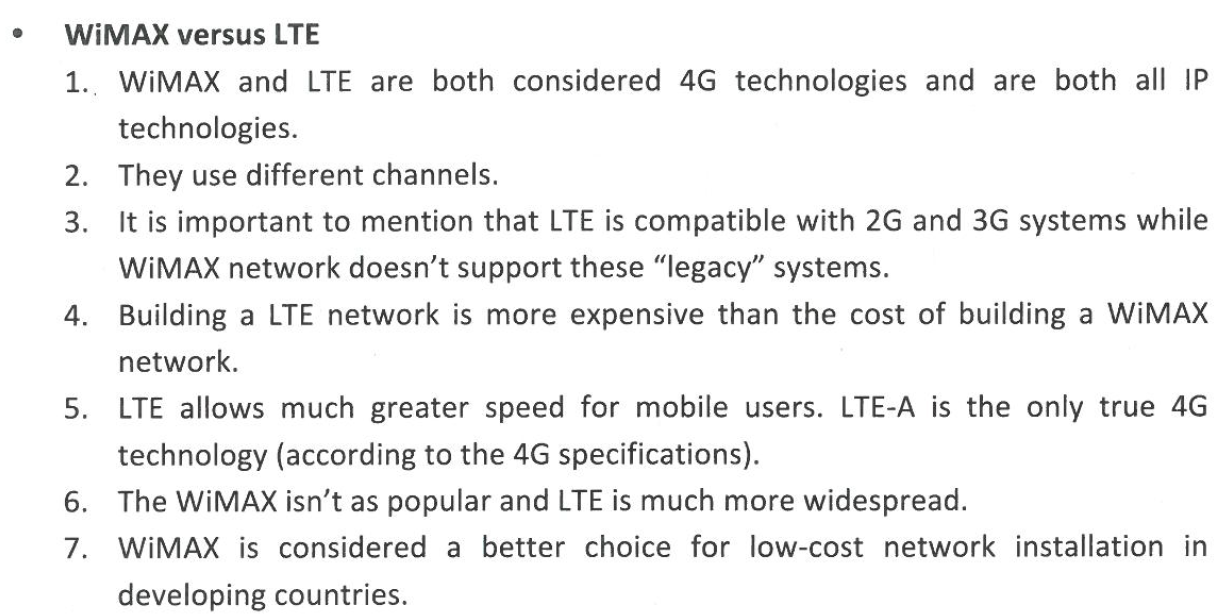 • WiMAX versus LTE
1. WiMAX and LTE are both considered 4G technologies and are both all IP
technologies.
2. They use different channels.
3. It is important to mention that LTE is compatible with 2G and 3G systems while
WiMAX network doesn’t support these “legacy” systems.
4. Building a LTE network is more expensive than the cost of building a WiMAX
network.
5. LTE allows much greater speed for mobile users. LTE-A is the only true 4G
technology (according to the 4G specifications).
6. The WiMAX isn’t as popular and LTE is much more widespread.
7. WiMAX is considered a better choice for low-cost network installation in
developing countries.